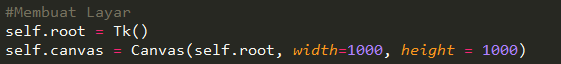 #Membuat Layar
self.root = Tk()
self.canvas = Canvas(self.root, width=1000, height = 1000)